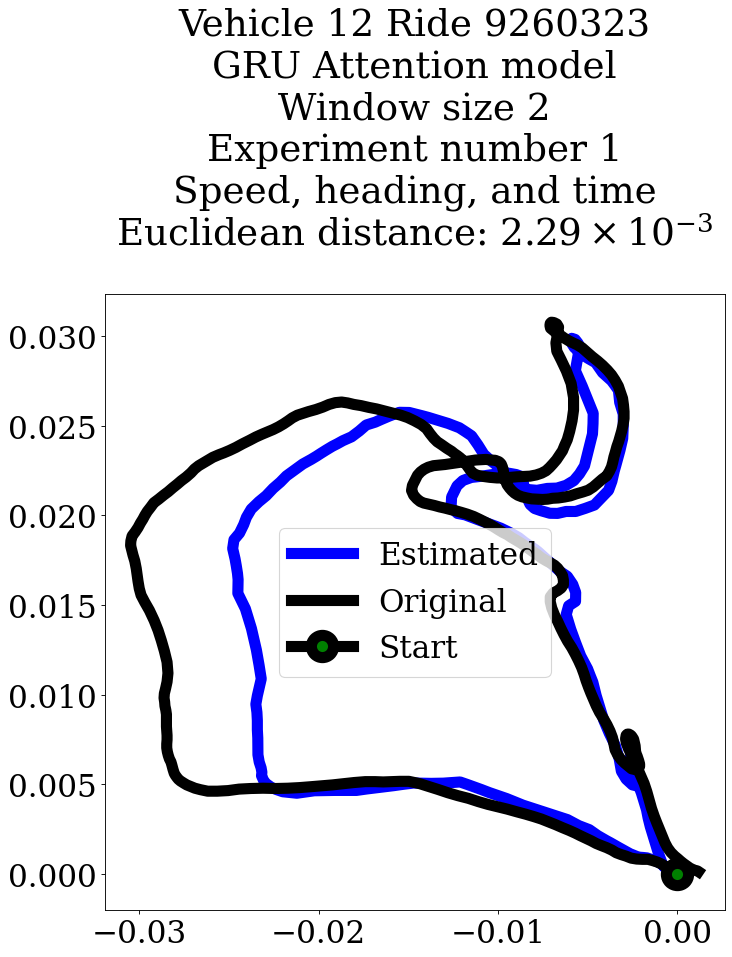 Vehicle 12 Ride 9260323
GRU Attention model
Window size 2
Experiment number 1
Speed, heading, and time
Euclidean distance: 2.29 × 10⁻³
0.030
0.025
0.020
0.015
0.010
0.005
0.000
Estimated
Original
Start
−0.03 −0.02 −0.01 0.00